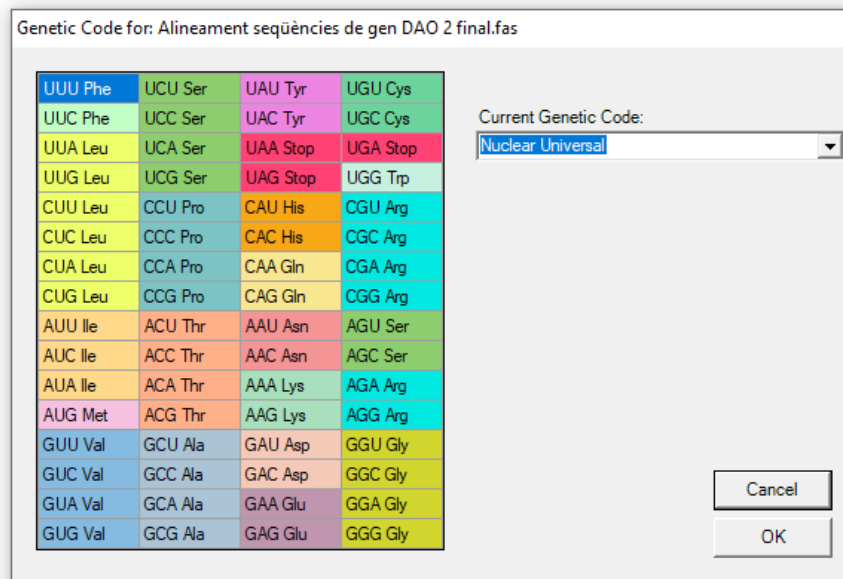 Genetic Code for: Alineament seqüències de gen DAO 2 final.fas
UUU Phe UCU Ser UAU Tyr UGU Cys
UUC Phe UCC Ser UAC Tyr UGC Cys
UUA Leu UCA Ser UAA Stop UGA Stop
UUG Leu UCG Ser UAG Stop UGG Trp
CUU Leu CCU Pro CAU His CGU Arg
CUC Leu CCC Pro CAC His CGC Arg
CUA Leu CCA Pro CAA Gln CGA Arg
CUG Leu CCG Pro CAG Gln CGG Arg
AUU Ile ACU Thr AAU Asn AGU Ser
AUC Ile ACC Thr AAC Asn AGC Ser
AUA Ile ACA Thr AAA Lys AGA Arg
AUG Met ACG Thr AAG Lys AGG Arg
GUU Val GCU Ala GAU Asp GGU Gly
GUC Val GCC Ala GAC Asp GGC Gly
GUA Val GCA Ala GAA Glu GGA Gly
GUG Val GCG Ala GAG Glu GGG Gly
Current Genetic Code:
Nuclear Universal
Cancel
OK